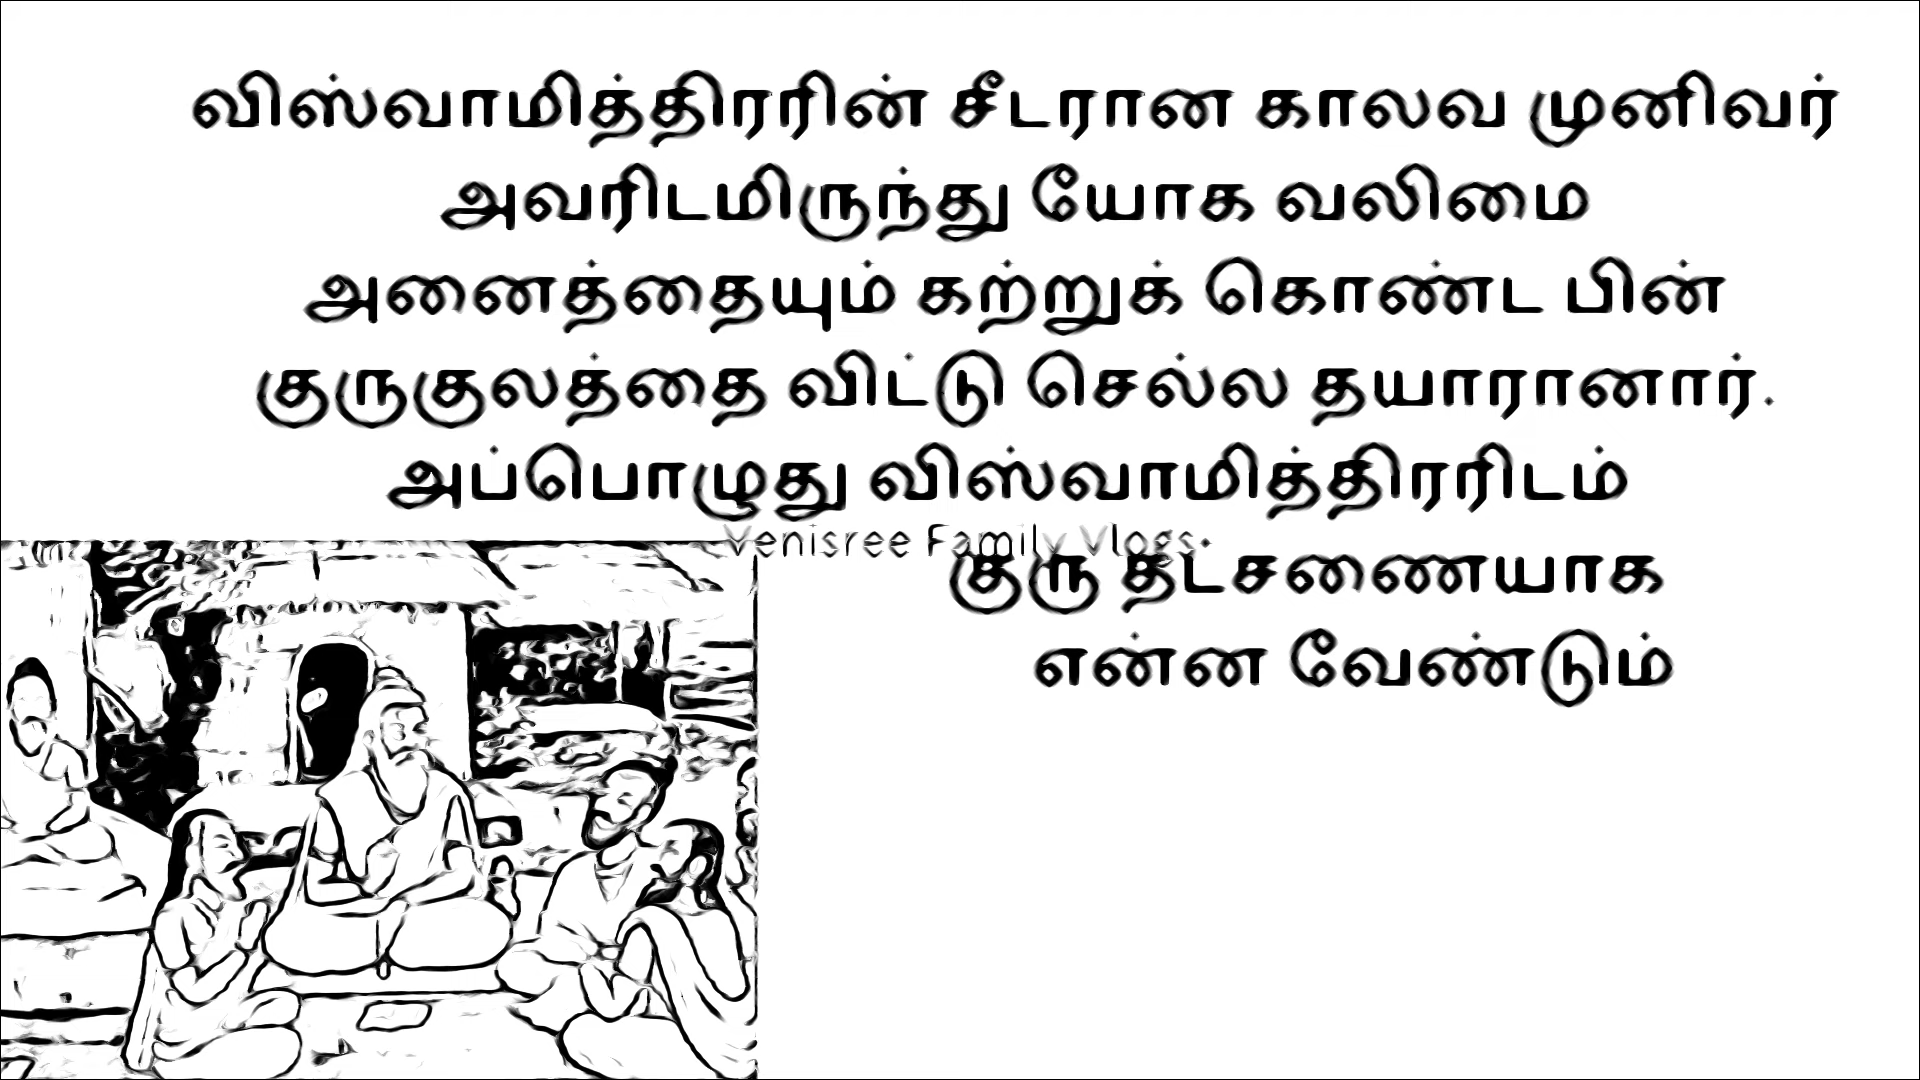 விஸ்வாமித்திரரின் சீடரான காலவ முனிவர்
அவரிடமிருந்து யோக வலிமை
அனைத்தையும் கற்றுக் கொண்ட பின்
குருகுலத்தை விட்டு செல்ல தயாரானார்.
அப்பொழுது விஸ்வாமித்திரரிடம்
Venisree Family Vlogs
குரு தட்சணையாக
என்ன வேண்டும்